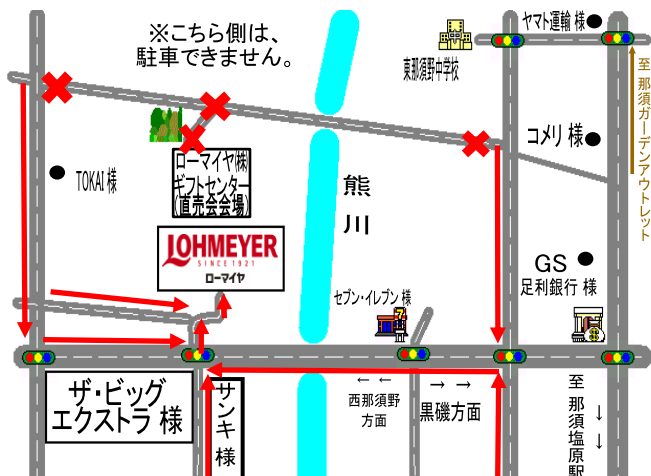 ※こちら側は、
駐車できません。
ヤマト運輸 様
東那須野中学校
至 那須ガーデンアウトレット
コメリ 様
TOKAI 様
ローマイヤ(株)
ギフトセンター
(直売会会場)
熊川
LOHMEYER
SINCE 1921
ローマイヤ
GS
足利銀行 様
セブン・イレブン 様
7
ザ・ビッグ
エクストラ 様
サンキ 様
← ←
西那須野
方面
→ →
黒磯方面
至 那須塩原駅
↓ ↓